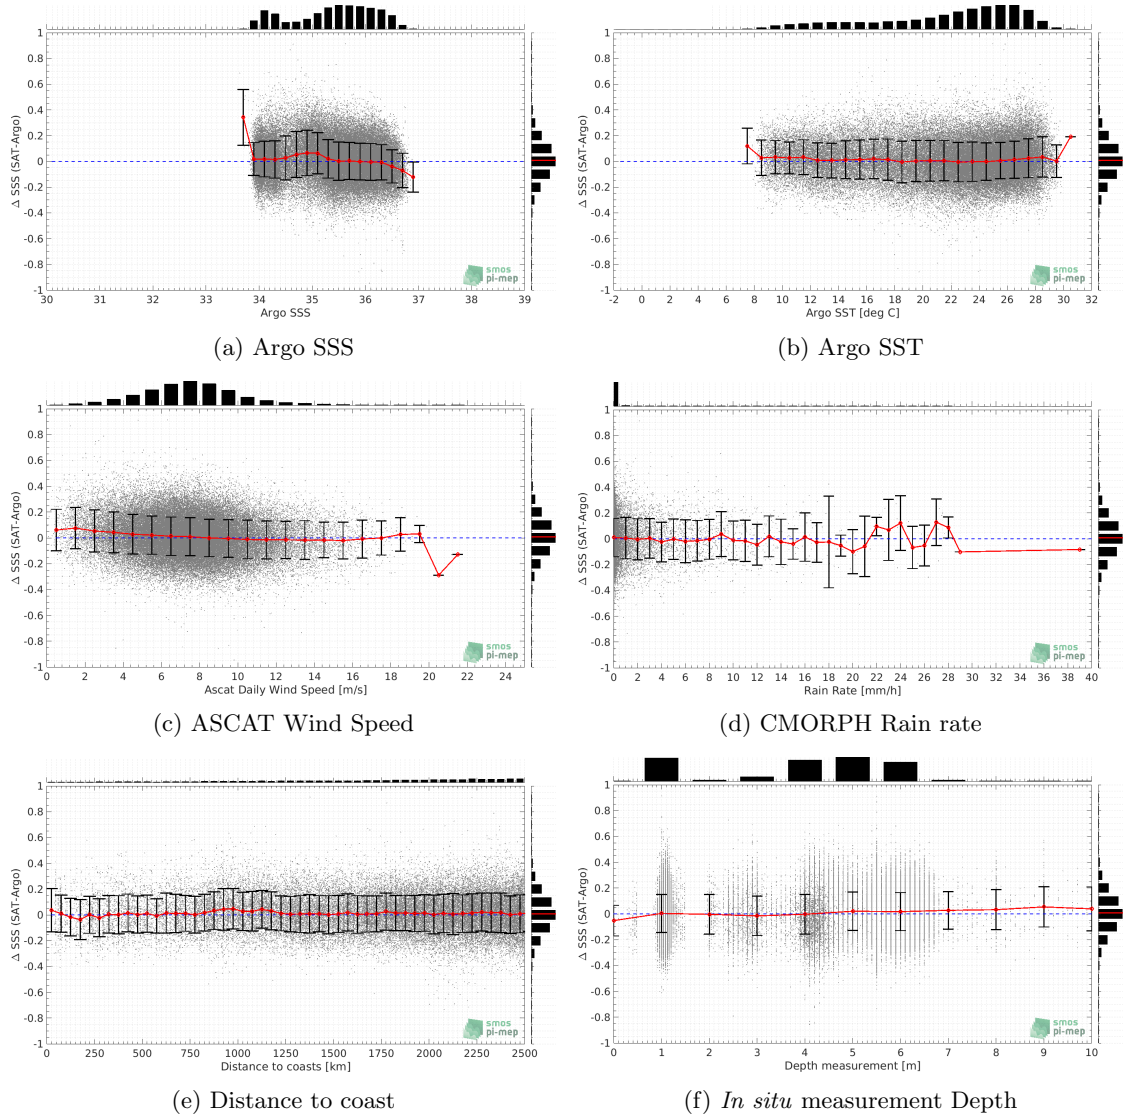 1
0.8
0.6
0.4
0.2
0
-0.2
-0.4
-0.6
-0.8
-1
Δ SSS (SAT-Argo)
smos
pi-mep
30 31 32 33 34 35 36 37 38 39
Argo SSS
(a) Argo SSS
1
0.8
0.6
0.4
0.2
0
-0.2
-0.4
-0.6
-0.8
-1
Δ SSS (SAT-Argo)
smos
pi-mep
-2 0 2 4 6 8 10 12 14 16 18 20 22 24 26 28 30 32
Argo SST [deg C]
(b) Argo SST
1
0.8
0.6
0.4
0.2
0
-0.2
-0.4
-0.6
-0.8
-1
Δ SSS (SAT-Argo)
smos
pi-mep
0 2 4 6 8 10 12 14 16 18 20 22 24
Ascat Daily Wind Speed [m/s]
(c) ASCAT Wind Speed
1
0.8
0.6
0.4
0.2
0
-0.2
-0.4
-0.6
-0.8
-1
Δ SSS (SAT-Argo)
smos
pi-mep
0 2 4 6 8 10 12 14 16 18 20 22 24 26 28 30 32 34 36 38 40
Rain Rate [mm/h]
(d) CMORPH Rain rate
1
0.8
0.6
0.4
0.2
0
-0.2
-0.4
-0.6
-0.8
-1
Δ SSS (SAT-Argo)
smos
pi-mep
0 250 500 750 1000 1250 1500 1750 2000 2250 2500
Distance to coasts [km]
(e) Distance to coast
1
0.8
0.6
0.4
0.2
0
-0.2
-0.4
-0.6
-0.8
-1
Δ SSS (SAT-Argo)
smos
pi-mep
0 1 2 3 4 5 6 7 8 9 10
Depth measurement [m]
(f) In situ measurement Depth